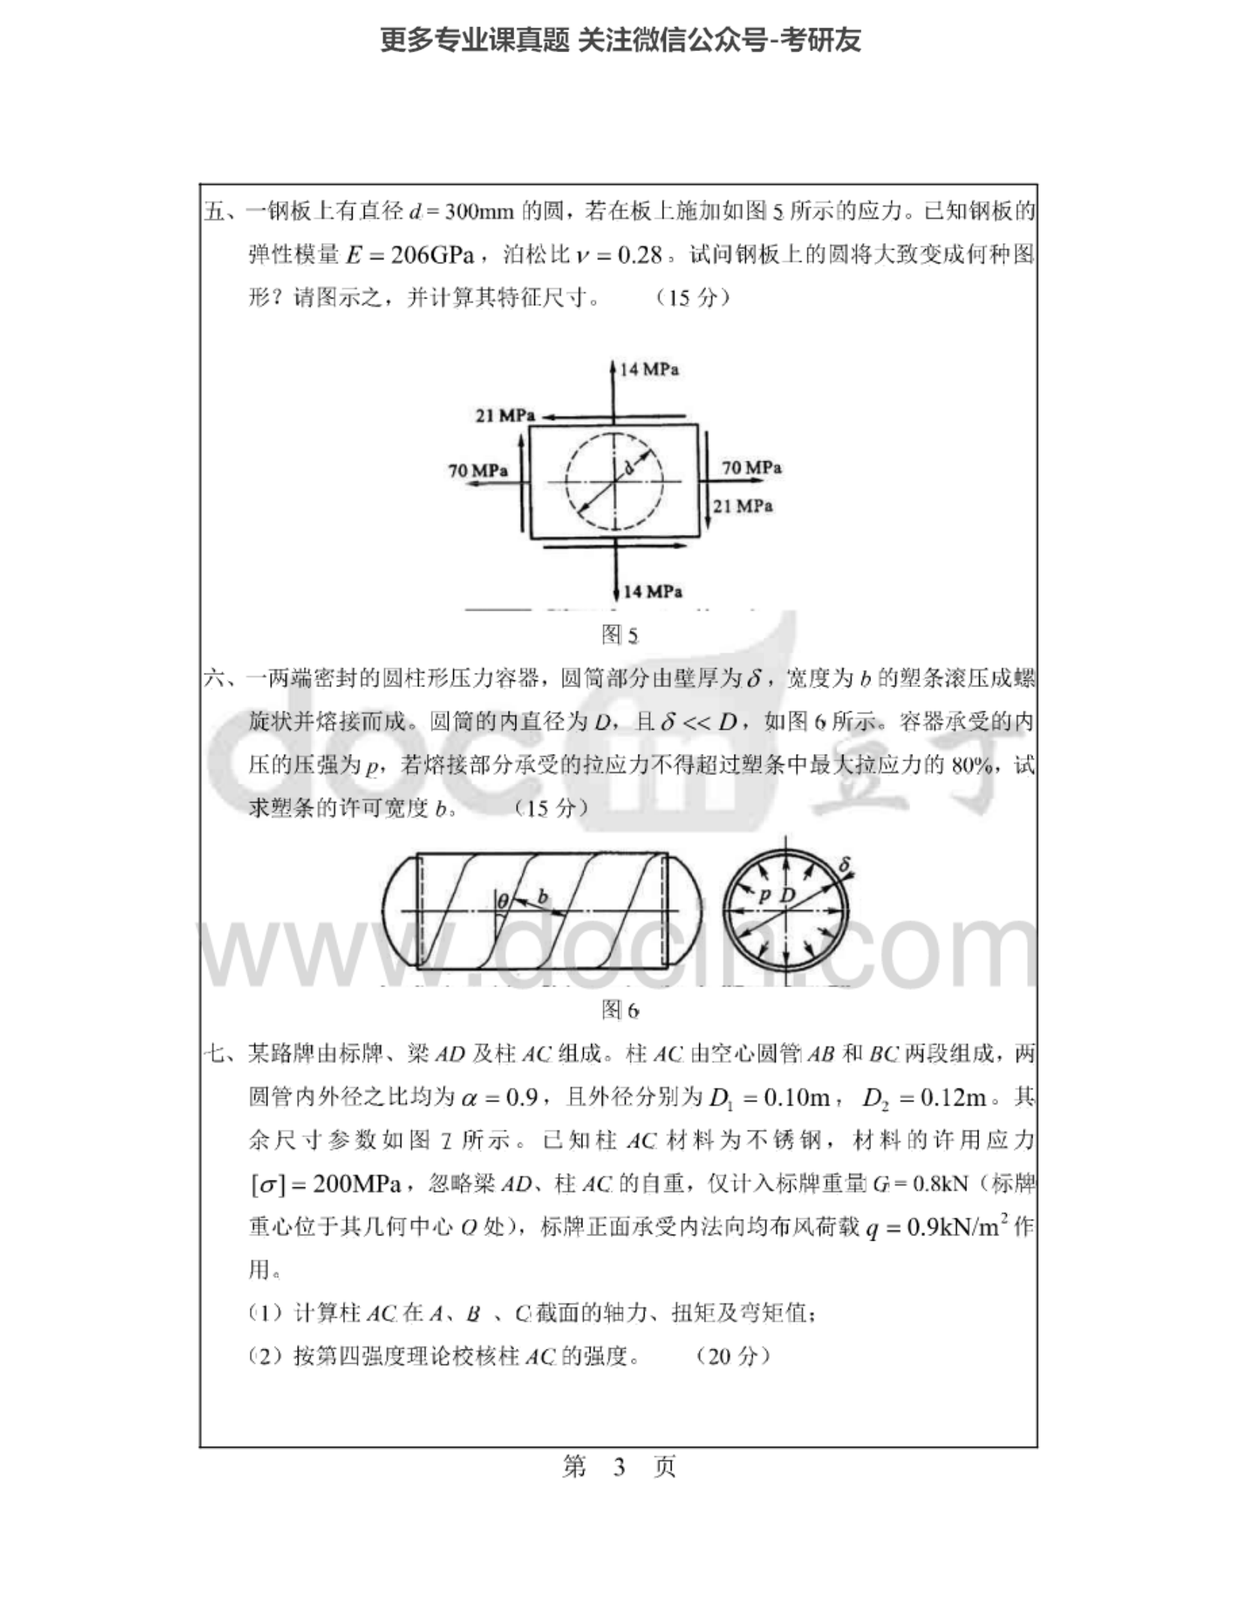 更多专业课真题 关注微信公众号-考研友
五、一钢板上有直径 d = 300mm 的圆，若在板上施加如图 5 所示的应力。已知钢板的
弹性模量 E = 206GPa，泊松比 ν = 0.28。试问钢板上的圆将大致变成何种图
形？请图示之，并计算其特征尺寸。 （15 分）
14 MPa
21 MPa
70 MPa
d
70 MPa
21 MPa
14 MPa
图 5
六、一两端密封的圆柱形压力容器，圆筒部分由壁厚为 δ，宽度为 b 的塑条滚压成螺
旋状并熔接而成。圆筒的内直径为 D，且 δ << D，如图 6 所示。容器承受的内
压的压强为 p，若熔接部分承受的拉应力不得超过塑条中最大拉应力的 80%，试
求塑条的许可宽度 b。 （15 分）
θ b
p D δ
图 6
七、某路牌由标牌、梁 AD 及柱 AC 组成。柱 AC 由空心圆管 AB 和 BC 两段组成，两
圆管内外径之比均为 α = 0.9，且外径分别为 D₁ = 0.10m， D₂ = 0.12m。其
余尺寸参数如图 7 所示。已知柱 AC 材料为不锈钢，材料的许用应力
[σ] = 200MPa，忽略梁 AD、柱 AC 的自重，仅计入标牌重量 G = 0.8kN（标牌
重心位于其几何中心 O 处），标牌正面承受内法向均布风荷载 q = 0.9kN/m² 作
用。
（1）计算柱 AC 在 A、B 、C 截面的轴力、扭矩及弯矩值；
（2）按第四强度理论校核柱 AC 的强度。 （20 分）
第 3 页
docin 豆丁
www.docin.com